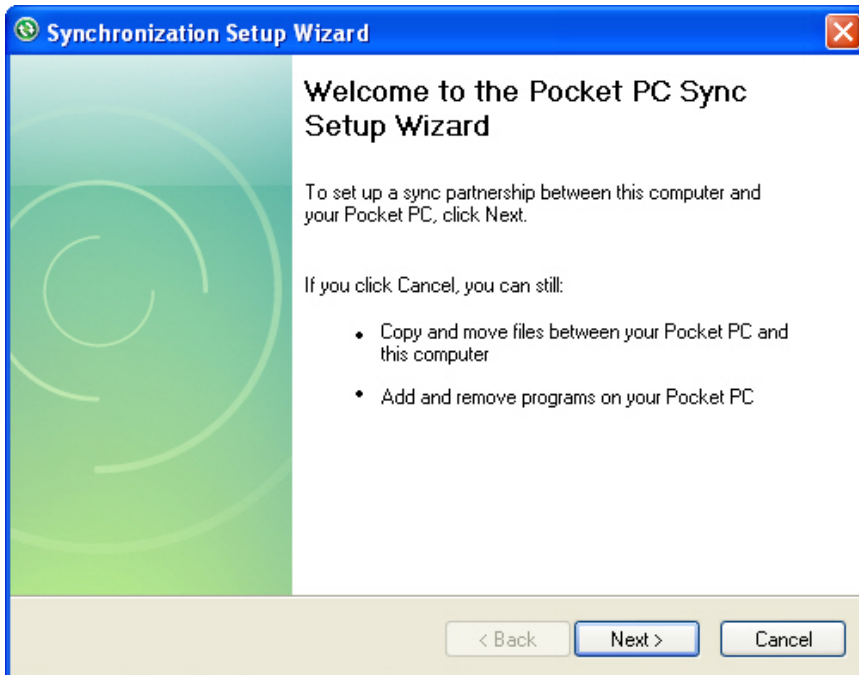 Synchronization Setup Wizard
Welcome to the Pocket PC Sync
Setup Wizard
To set up a sync partnership between this computer and
your Pocket PC, click Next.
If you click Cancel, you can still:
• Copy and move files between your Pocket PC and
this computer
• Add and remove programs on your Pocket PC
< Back Next > Cancel